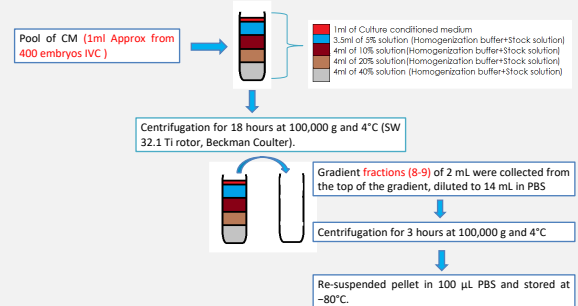 Pool of CM (1ml Approx from
400 embryos IVC )
1ml of Culture conditioned medium
3.5ml of 5% solution (Homogenization buffer+Stock solution)
4ml of 10% solution(Homogenization buffer+Stock solution)
4ml of 20% solution(Homogenization buffer+Stock solution)
4ml of 40% solution (Homogenization buffer+Stock solution)
Centrifugation for 18 hours at 100,000 g and 4°C (SW
32.1 Ti rotor, Beckman Coulter).
Gradient fractions (8-9) of 2 mL were collected from
the top of the gradient, diluted to 14 mL in PBS
Centrifugation for 3 hours at 100,000 g and 4°C
Re-suspended pellet in 100 µL PBS and stored at
−80°C.